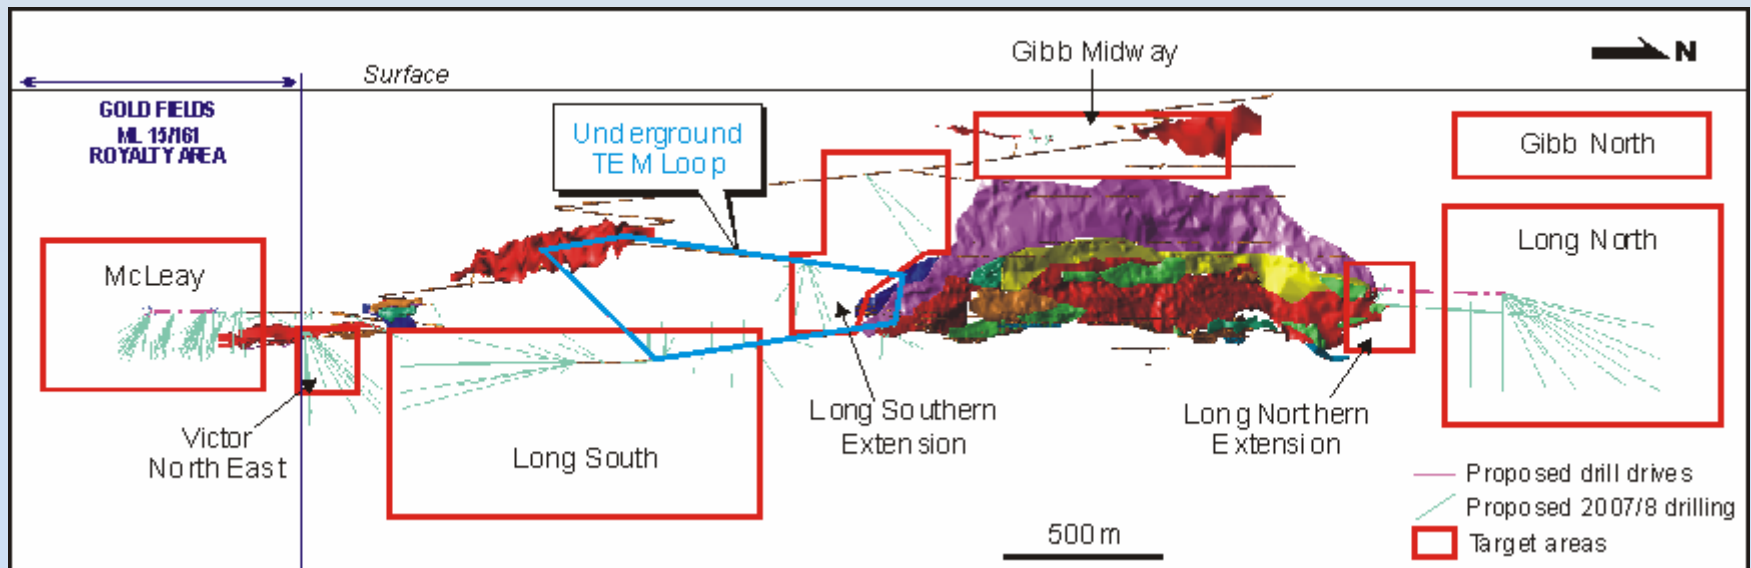 Gibb Midway
N
Surface
GOLD FIELDS
ML 15/161
ROYALTY AREA
Underground
TEM Loop
Gibb North
McLeay
Long North
Victor
North East
Long South
Long Southern
Extension
Long Northern
Extension
Proposed drill drives
Proposed 2007/8 drilling
Target areas
500m